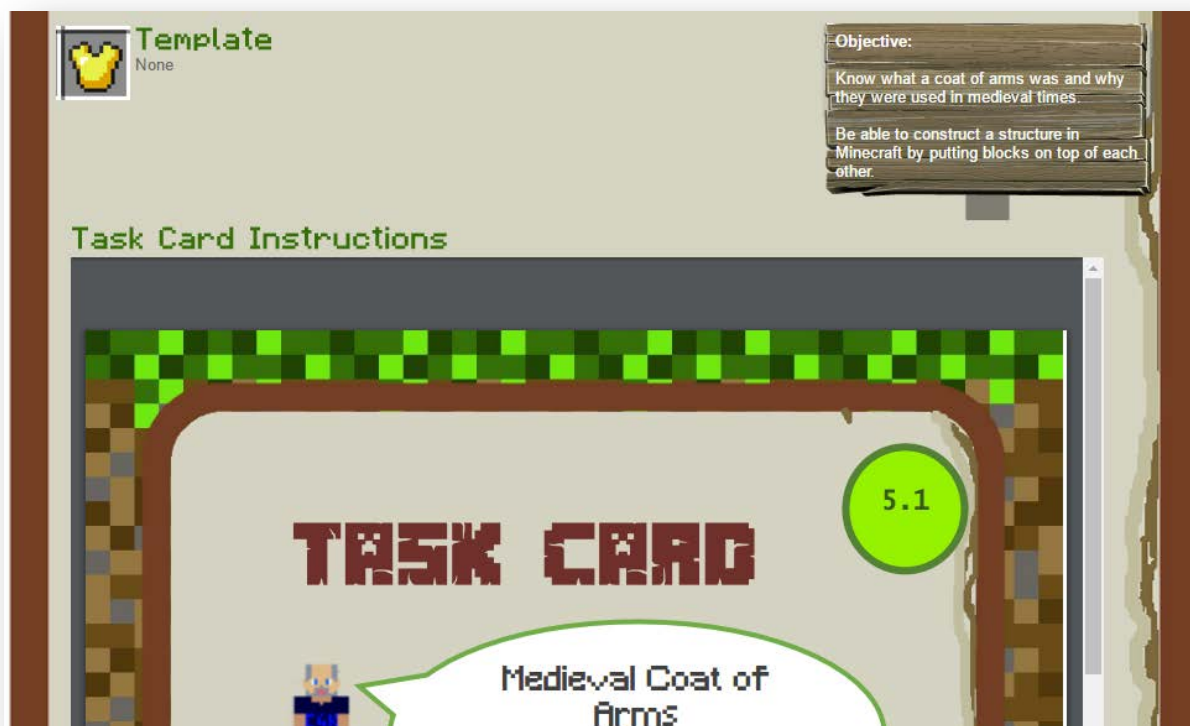 Template
None
Objective:
Know what a coat of arms was and why
they were used in medieval times.
Be able to construct a structure in
Minecraft by putting blocks on top of each
other.
Task Card Instructions
5.1
TASK CARD
Medieval Coat of
Arms
FGH